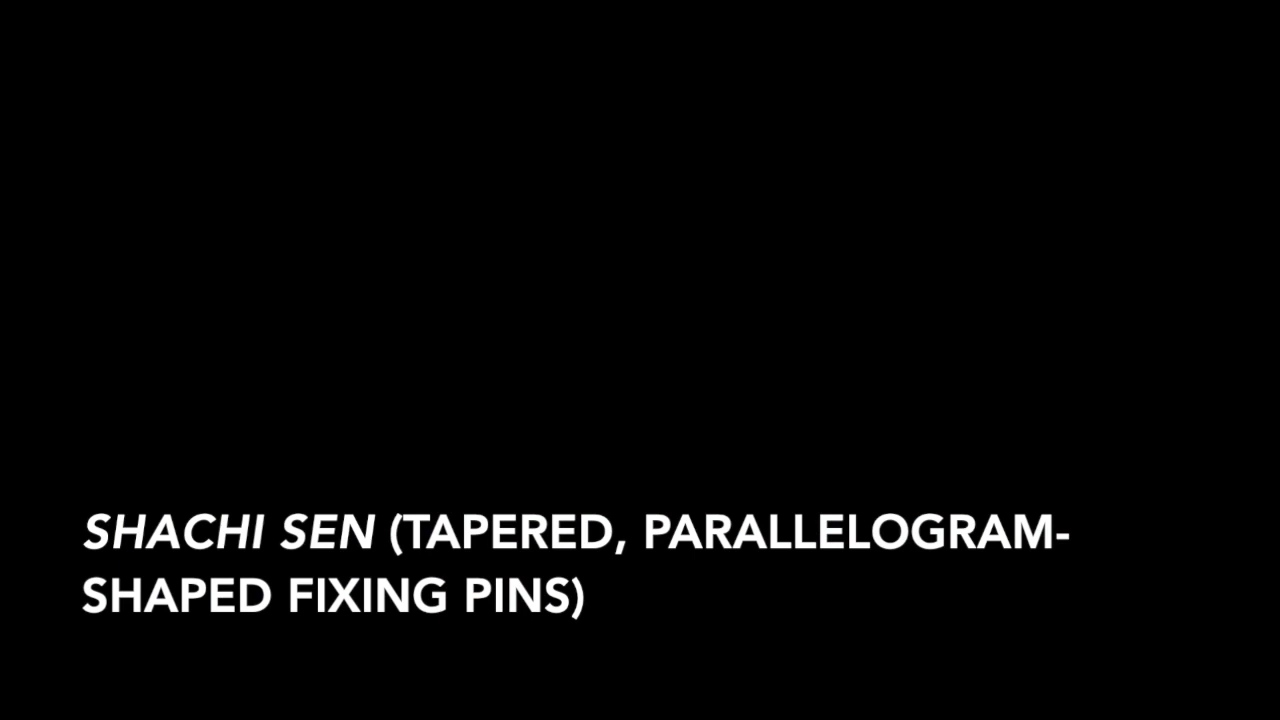 SHACHI SEN (TAPERED, PARALLELOGRAM-
SHAPED FIXING PINS)